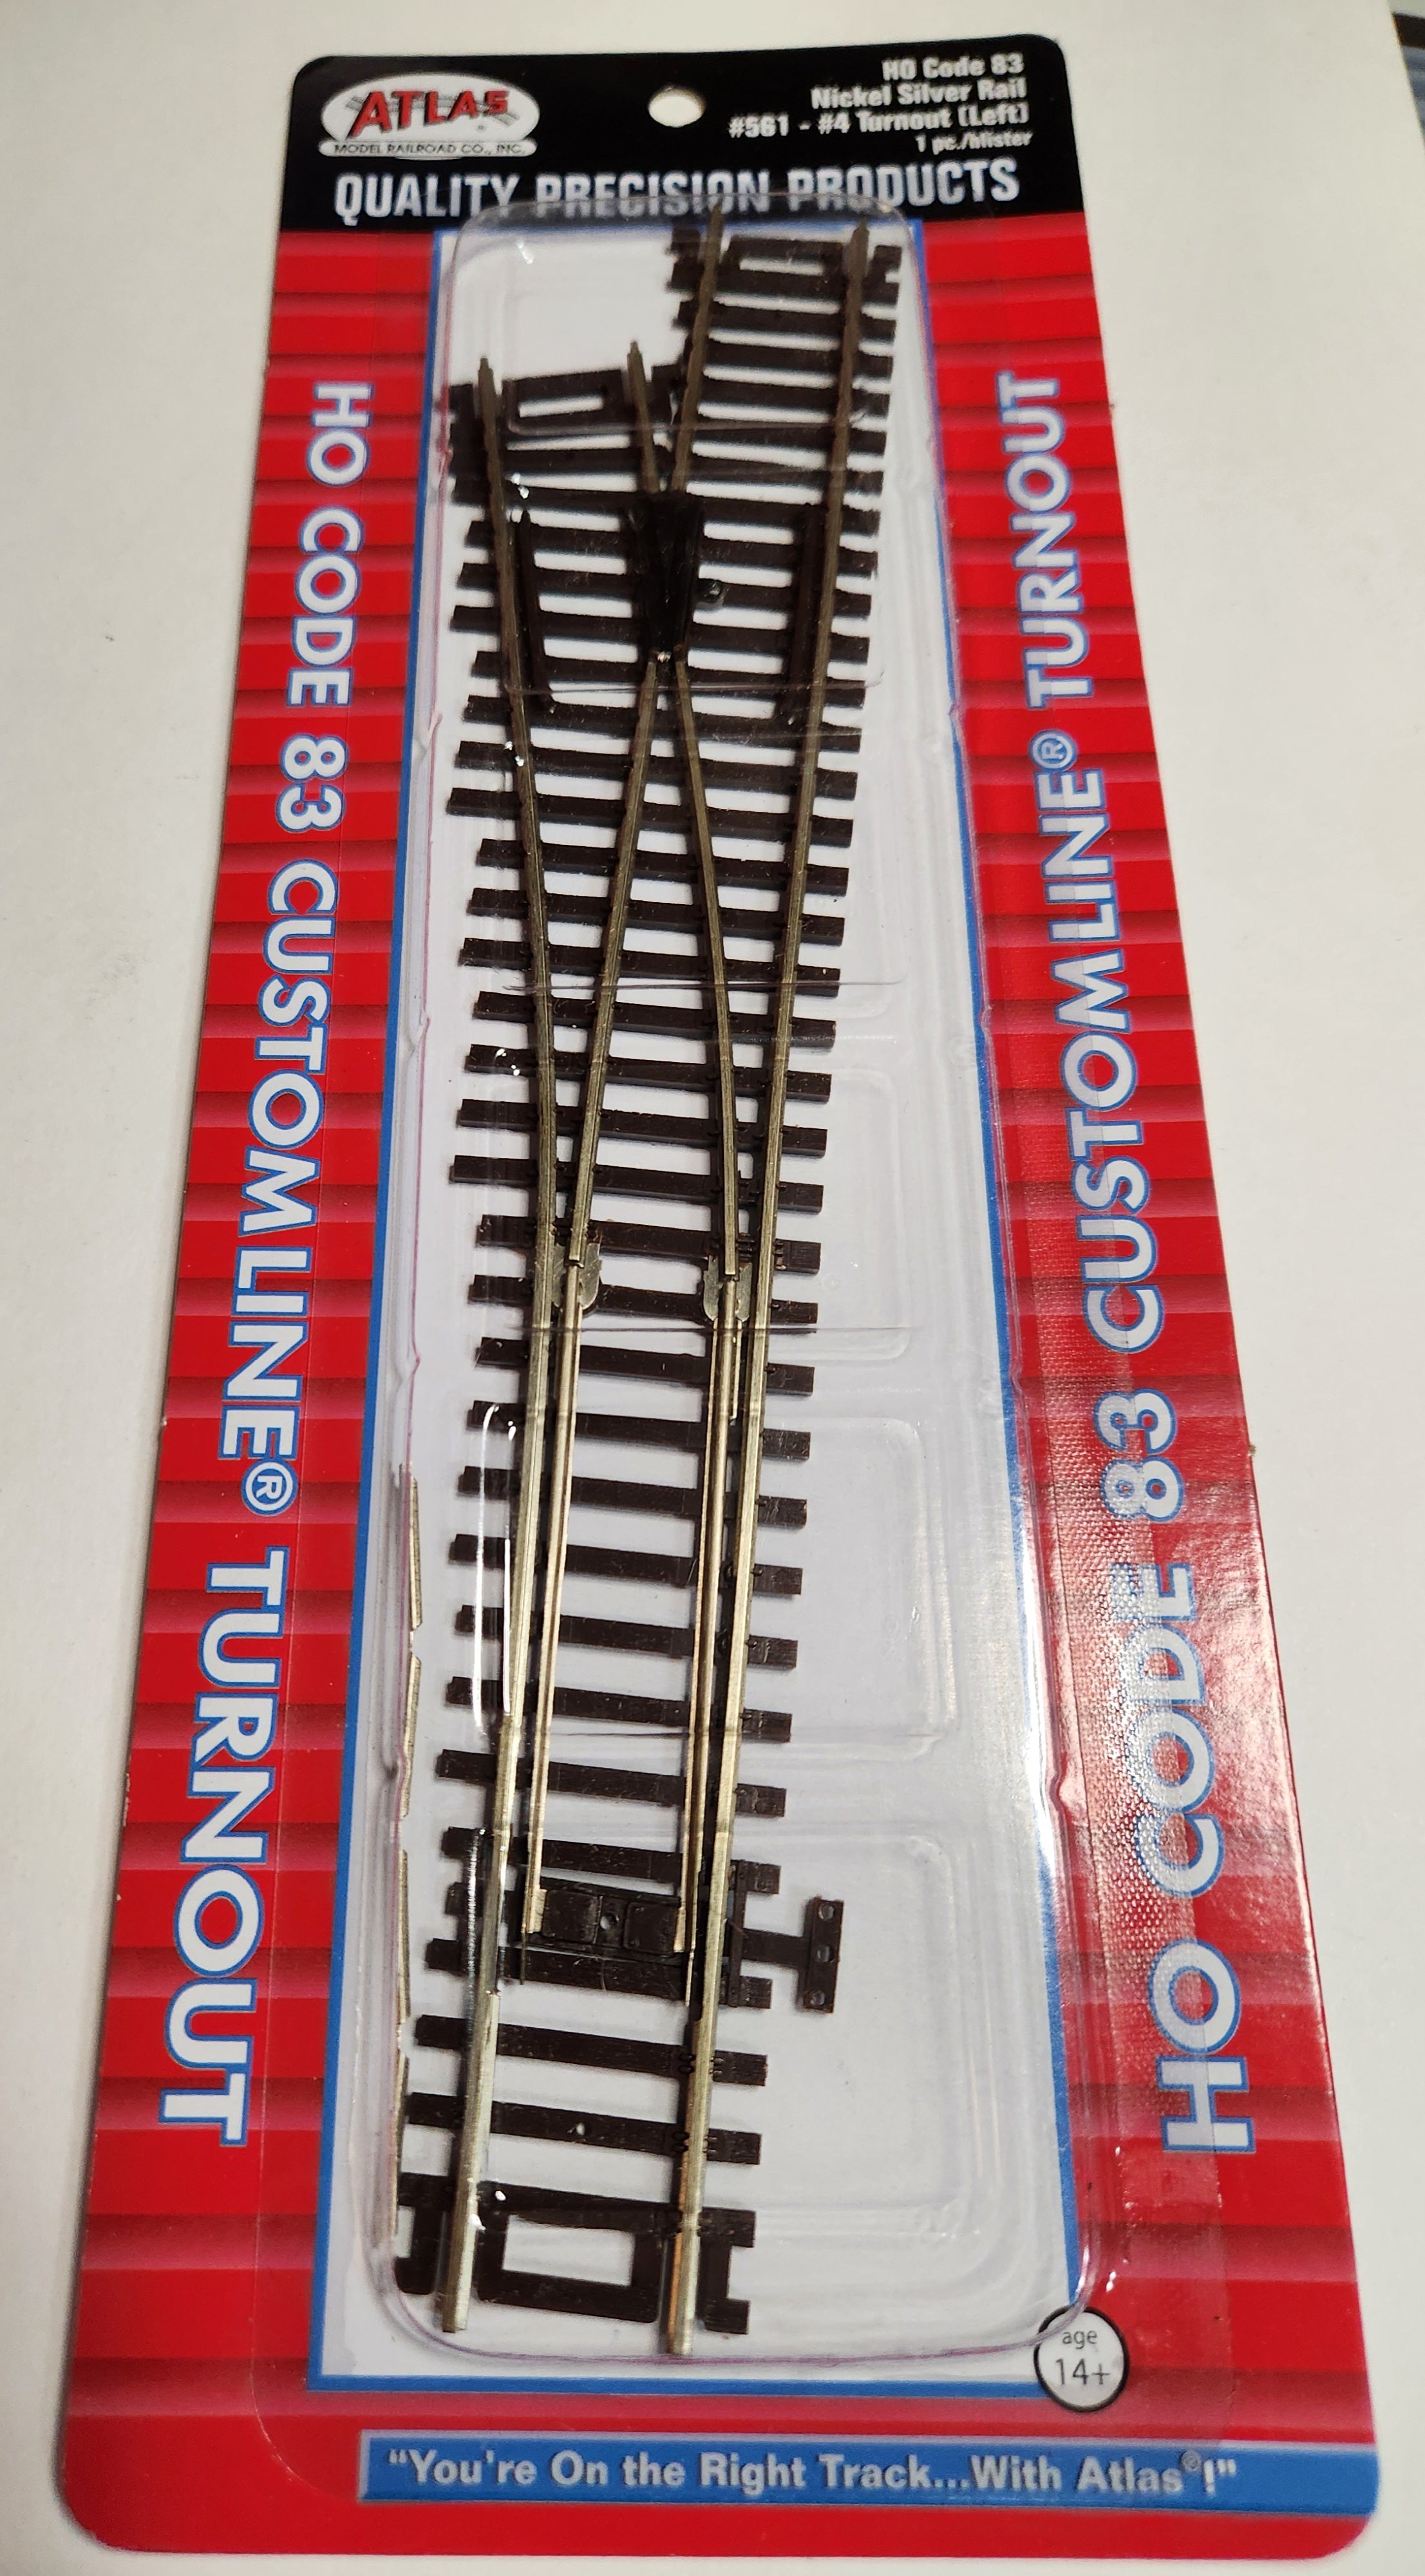 ATLAS®
MODEL RAILROAD CO., INC.
HO Code 83
Nickel Silver Rail
#561 - #4 Turnout (Left)
1 pc./blister
QUALITY PRECISION PRODUCTS
HO CODE 83 CUSTOMLINE® TURNOUT
HO CODE 83 CUSTOMLINE® TURNOUT
age
14+
“You're On the Right Track...With Atlas®!”